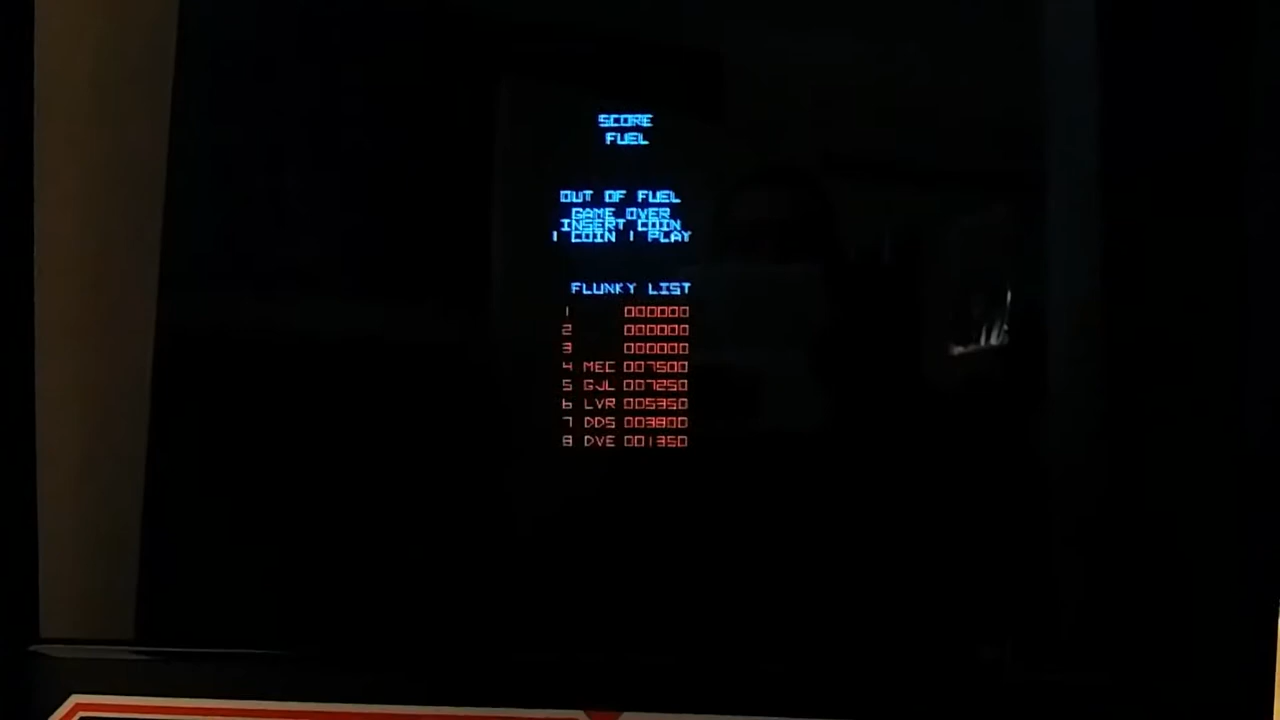 SCORE
FUEL
OUT OF FUEL
GAME OVER
INSERT COIN
1 COIN 1 PLAY
FLUNKY LIST
1 000000
2 000000
3 000000
4 MEC 007500
5 GJL 007250
6 LVR 005350
7 DDS 003800
8 DVE 001350